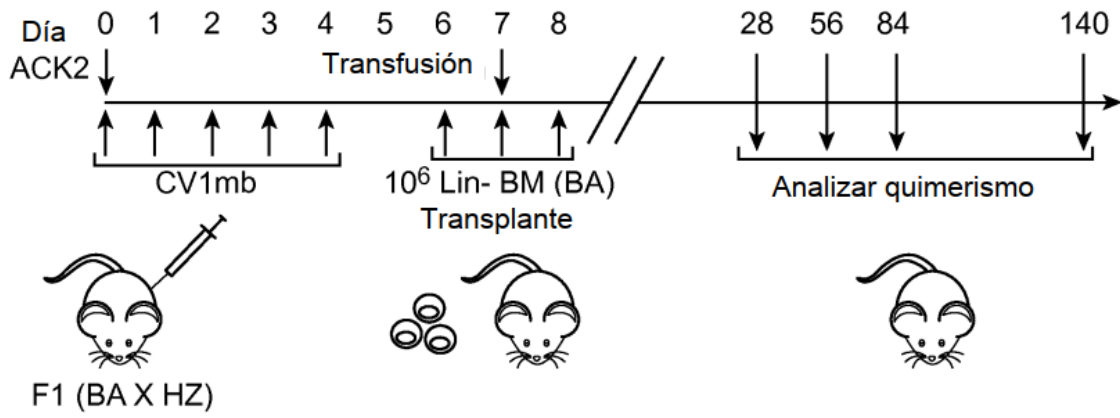 Día 0 1 2 3 4 5 6 7 8 28 56 84 140
ACK2 Transfusión
CV1mb 10⁶ Lin- BM (BA) Analizar quimerismo
Transplante
F1 (BA X HZ)